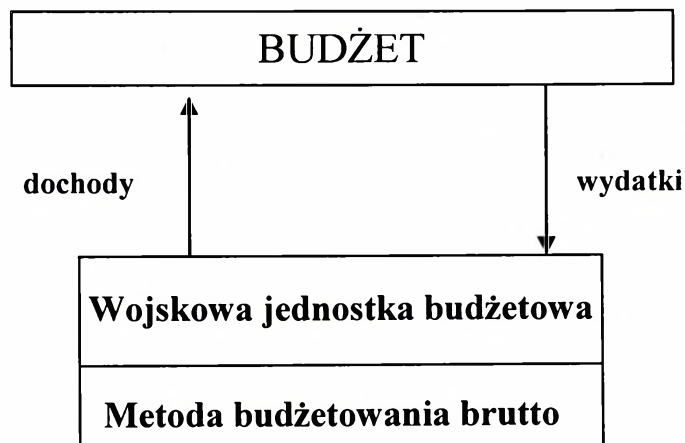 BUDŻET
dochody
wydatki
Wojskowa jednostka budżetowa
Metoda budżetowania brutto